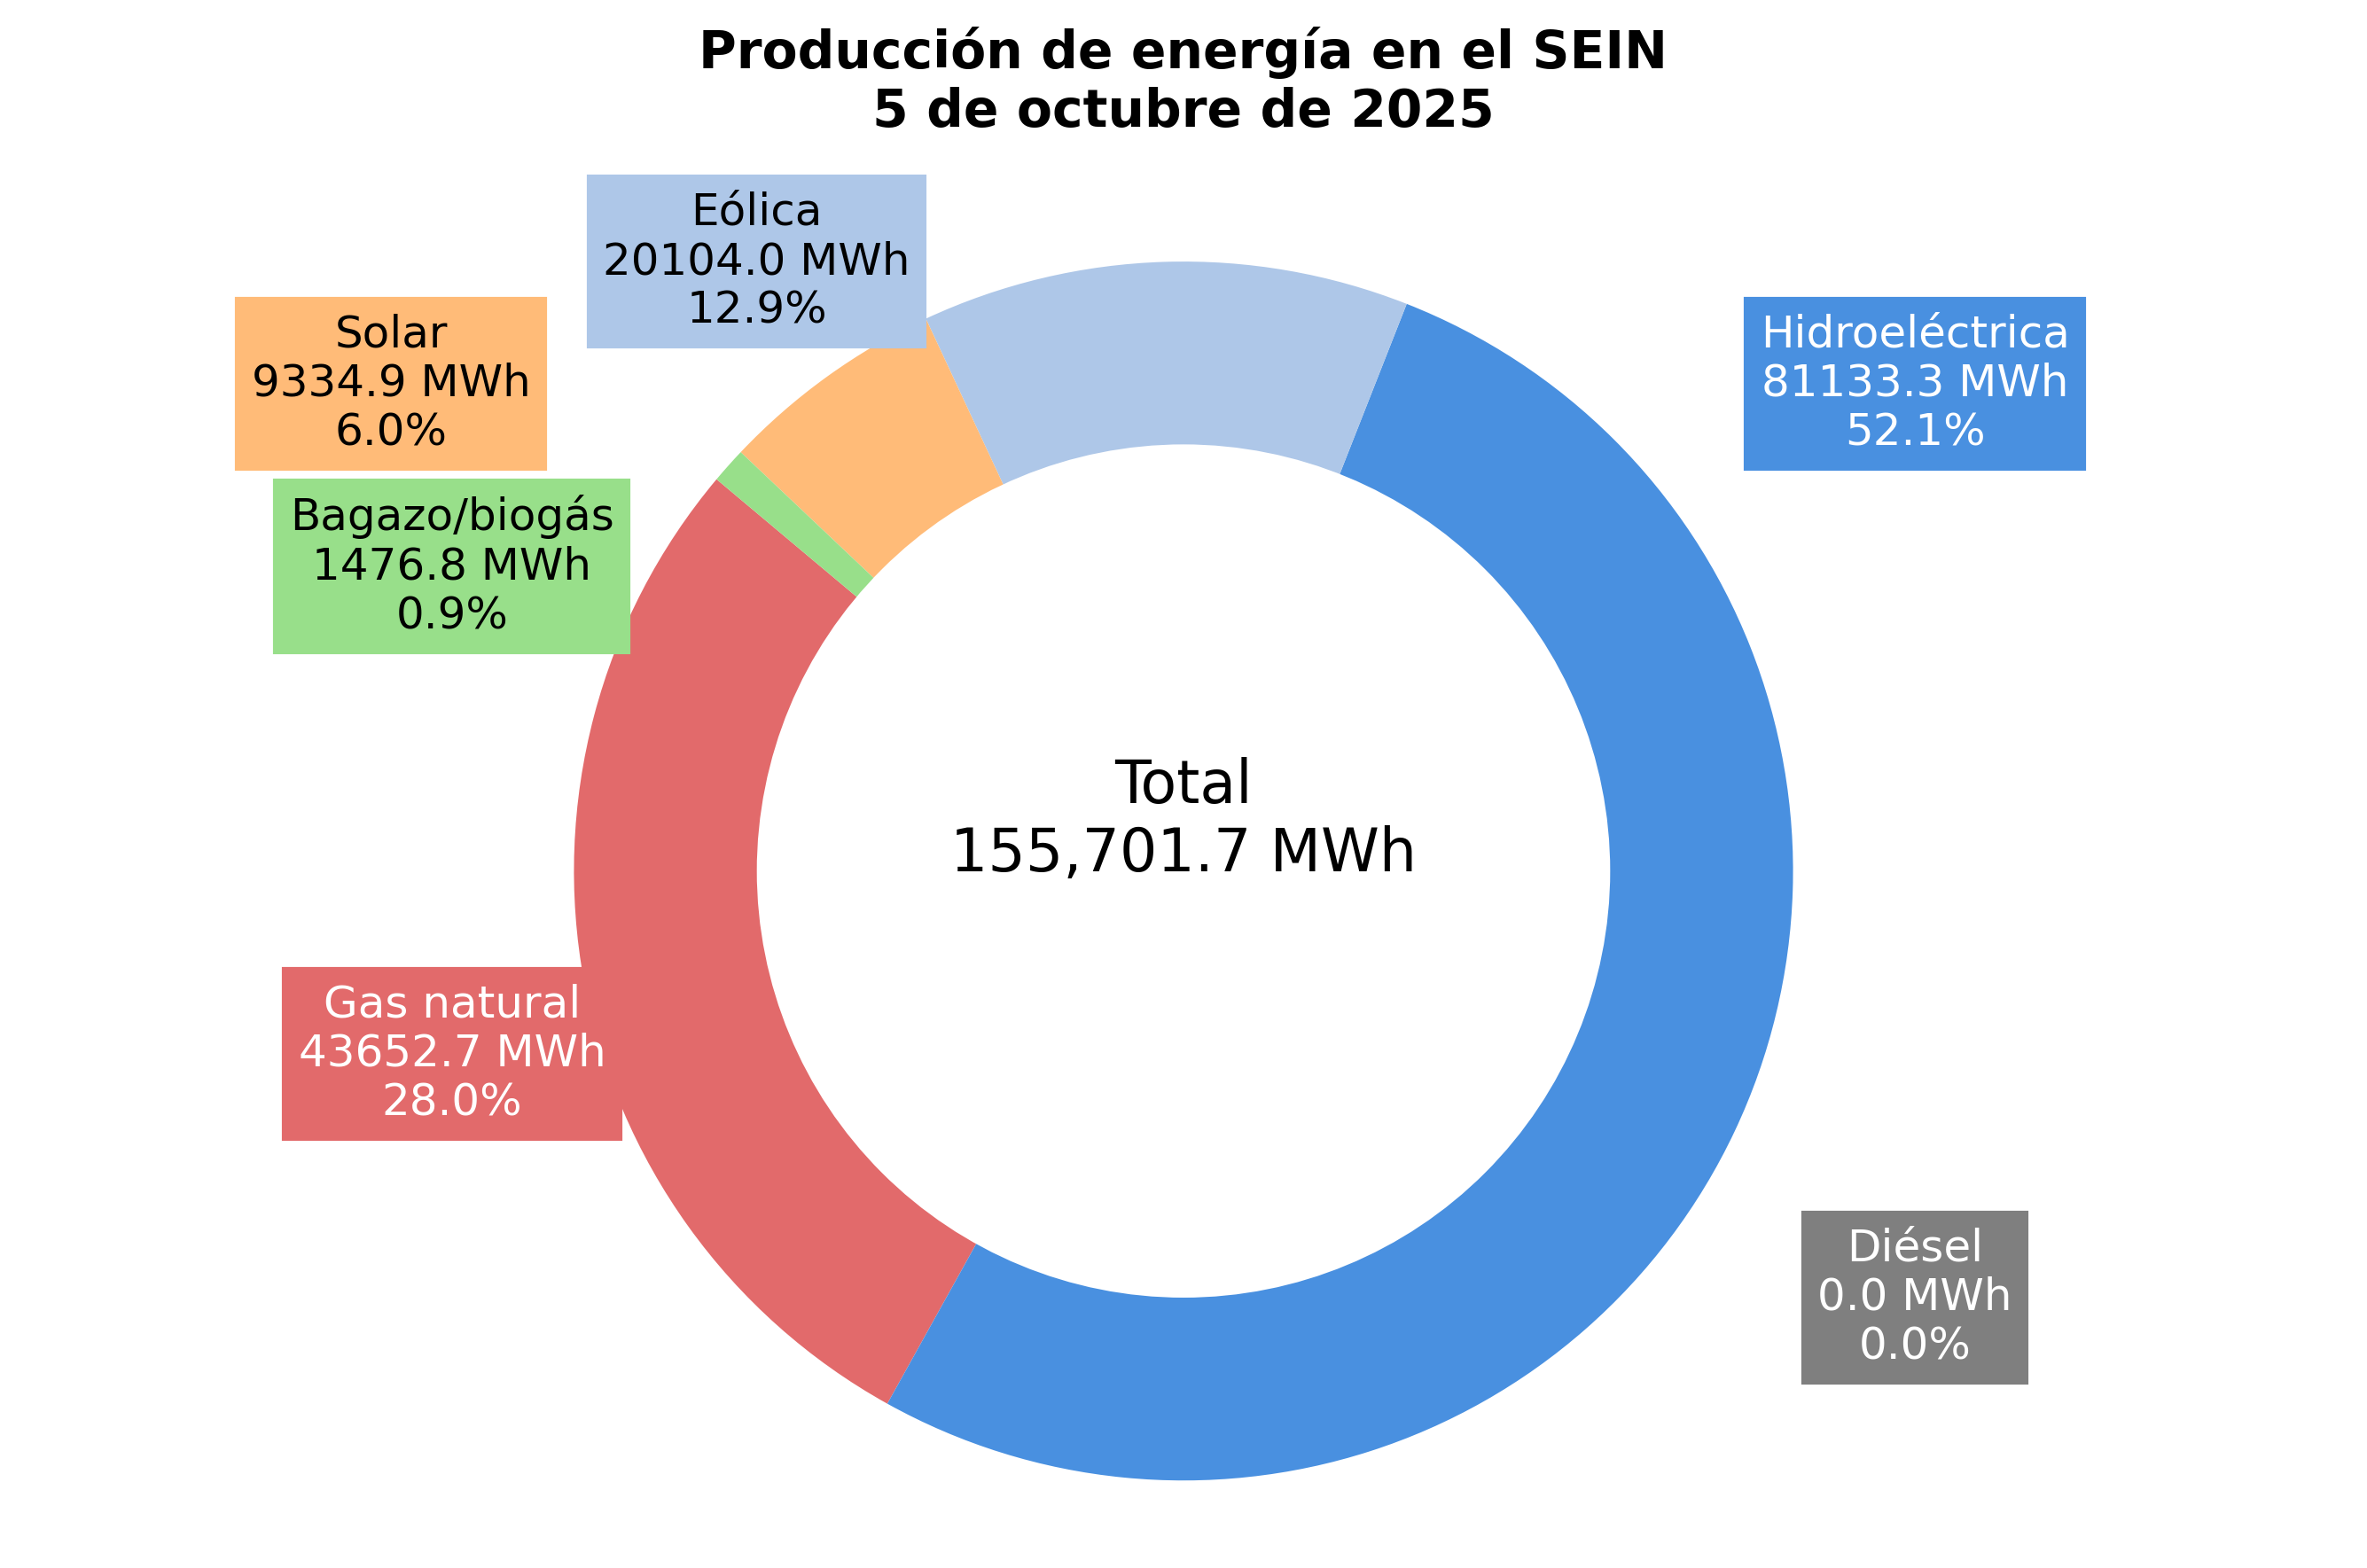 Producción de energía en el SEIN
5 de octubre de 2025
Eólica
20104.0 MWh
12.9%
Solar
9334.9 MWh
6.0%
Hidroeléctrica
81133.3 MWh
52.1%
Bagazo/biogás
1476.8 MWh
0.9%
Total
155,701.7 MWh
Gas natural
43652.7 MWh
28.0%
Diésel
0.0 MWh
0.0%